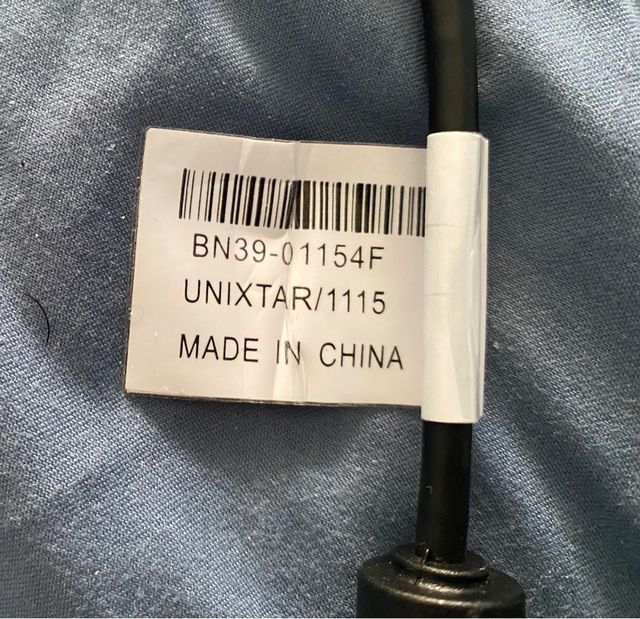 BN39-01154F
UNIXTAR/1115
MADE IN CHINA